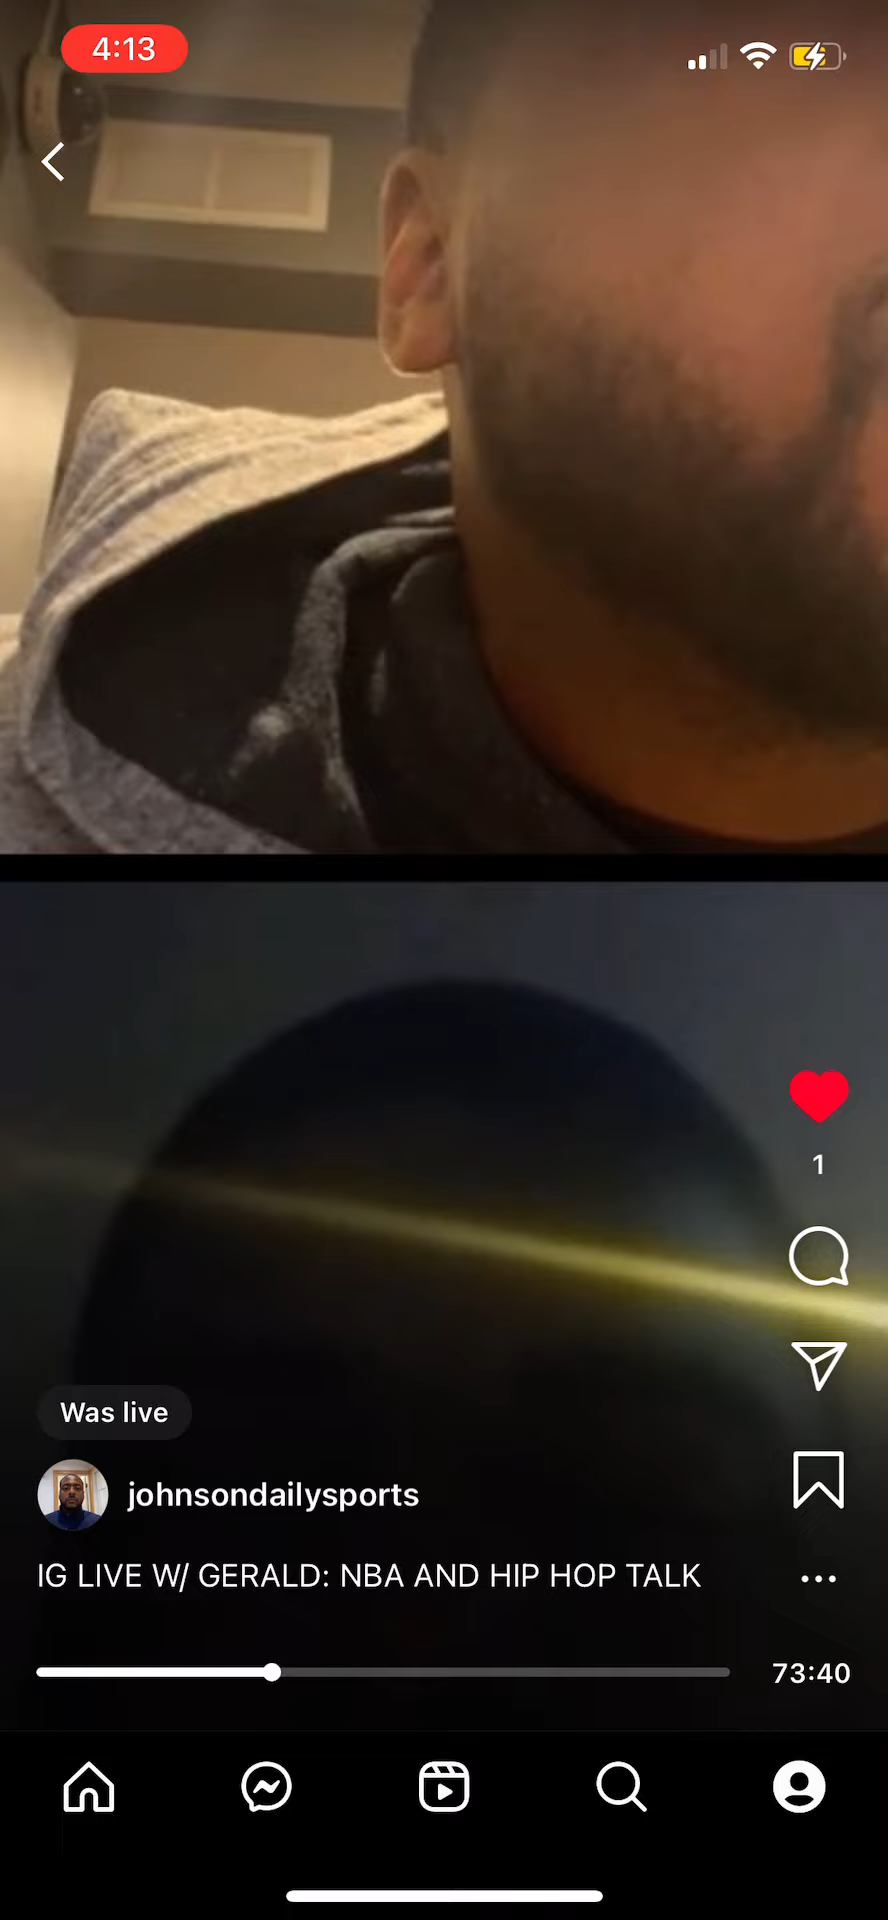 4:13
1
Was live
johnsondailysports
IG LIVE W/ GERALD: NBA AND HIP HOP TALK
73:40